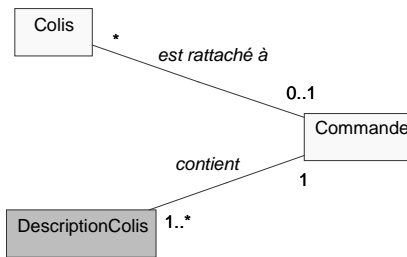 Colis
*
est rattaché à
0..1
Commande
contient
1
DescriptionColis
1..*